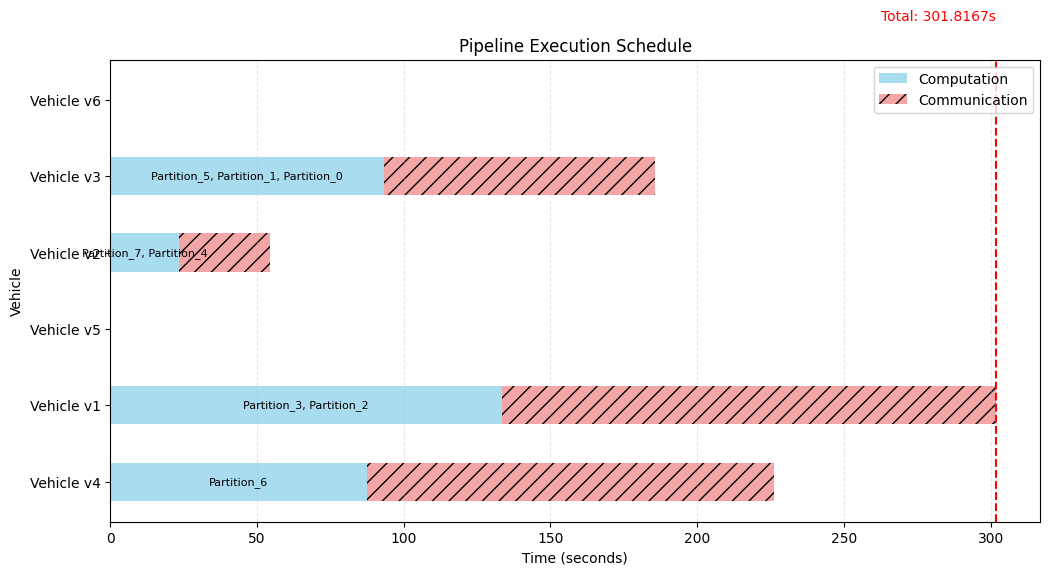 Total: 301.8167s
Pipeline Execution Schedule
Computation
Communication
Vehicle v6
Vehicle v3
Partition_5, Partition_1, Partition_0
Vehicle v2
Partition_7, Partition_4
Vehicle v5
Vehicle v1
Partition_3, Partition_2
Vehicle v4
Partition_6
Vehicle
0 50 100 150 200 250 300
Time (seconds)